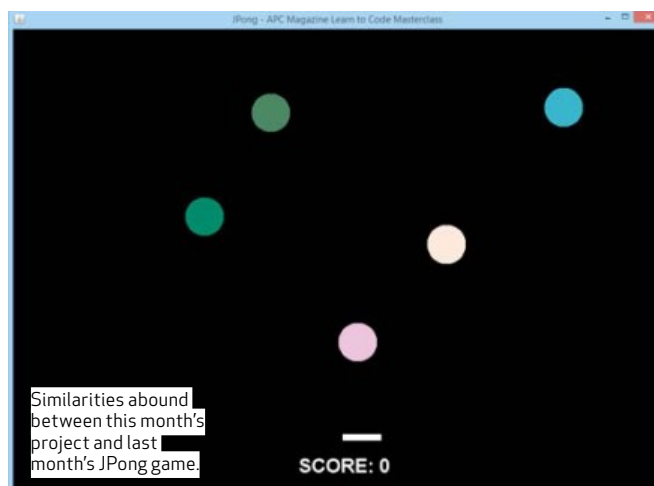 JPong - APC Magazine Learn to Code Masterclass
Similarities abound
between this month's
project and last
month's JPong game.
SCORE: 0